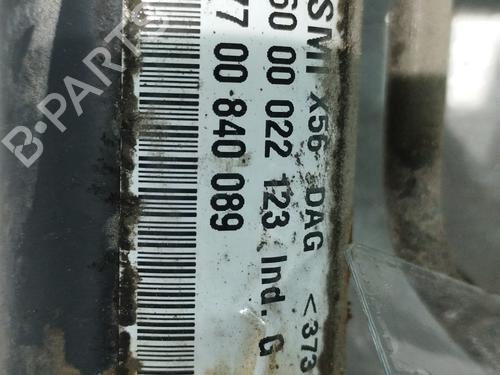 SMI X56 DAG <373
60 00 022 123 Ind. G
77 00 840 089
B-PARTS